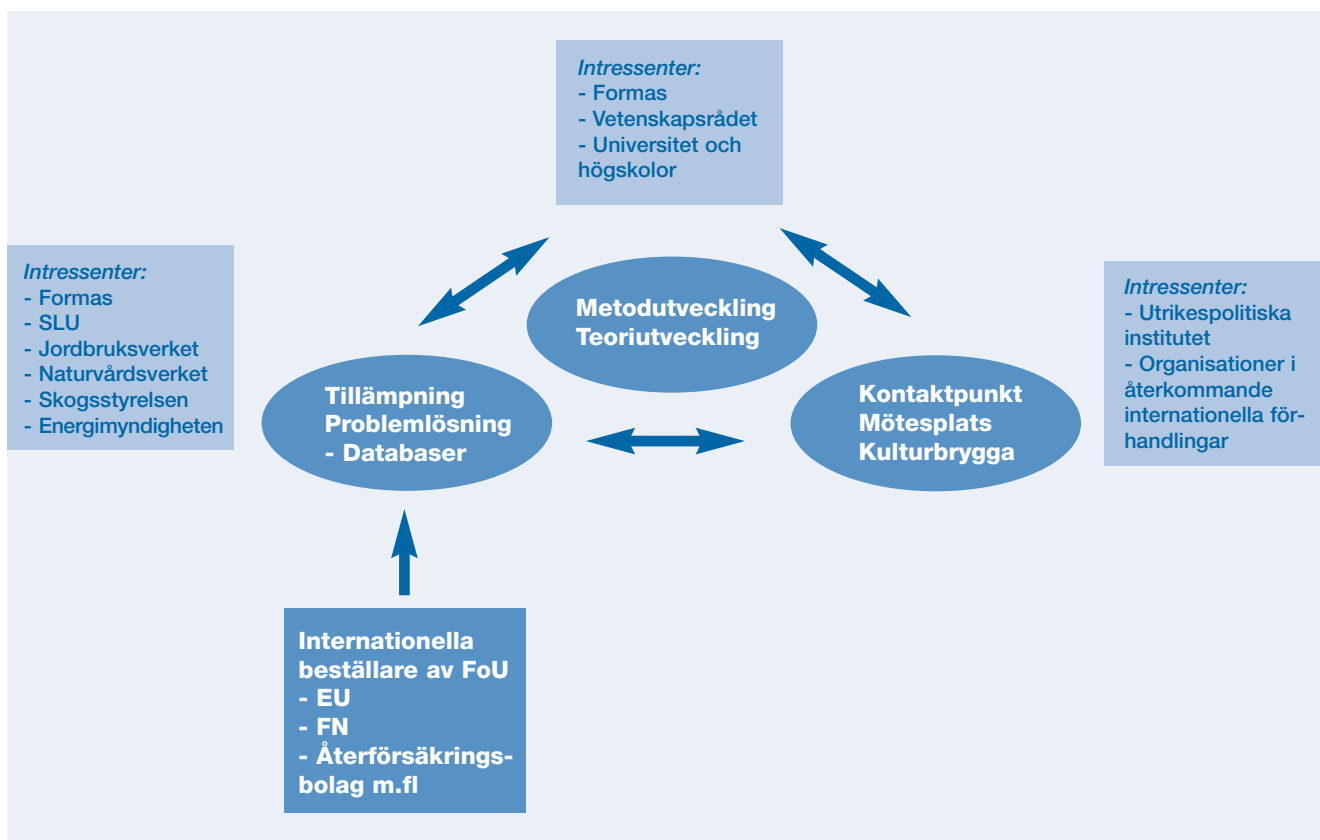 Intressenter:
- Formas
- Vetenskapsrådet
- Universitet och
högskolor
Intressenter:
- Formas
- SLU
- Jordbruksverket
- Naturvårdsverket
- Skogsstyrelsen
- Energimyndigheten
Metodutveckling
Teoriutveckling
Intressenter:
- Utrikespolitiska
institutet
- Organisationer i
återkommande
internationella för-
handlingar
Tillämpning
Problemlösning
- Databaser
Kontaktpunkt
Mötesplats
Kulturbrygga
Internationella
beställare av FoU
- EU
- FN
- Återförsäkrings-
bolag m.fl